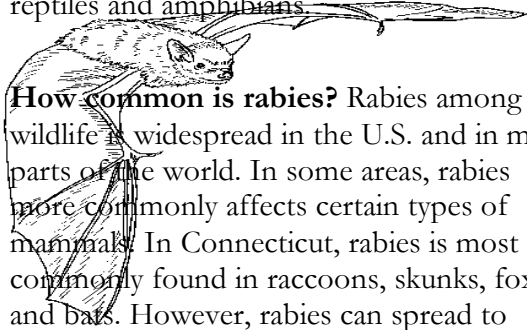 reptiles and amphibians.
How common is rabies? Rabies among
wildlife is widespread in the U.S. and in m
parts of the world. In some areas, rabies
more commonly affects certain types of
mammals. In Connecticut, rabies is most
commonly found in raccoons, skunks, fox
and bats. However, rabies can spread to